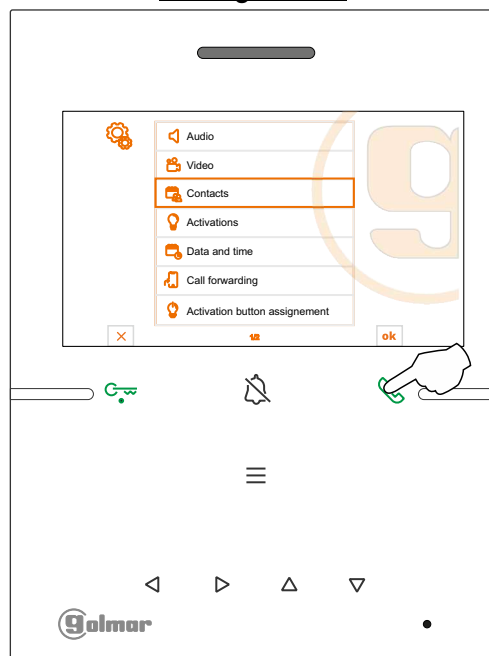 Audio
Video
Contacts
Activations
Data and time
Call forwarding
Activation button assignement
ok
golmar